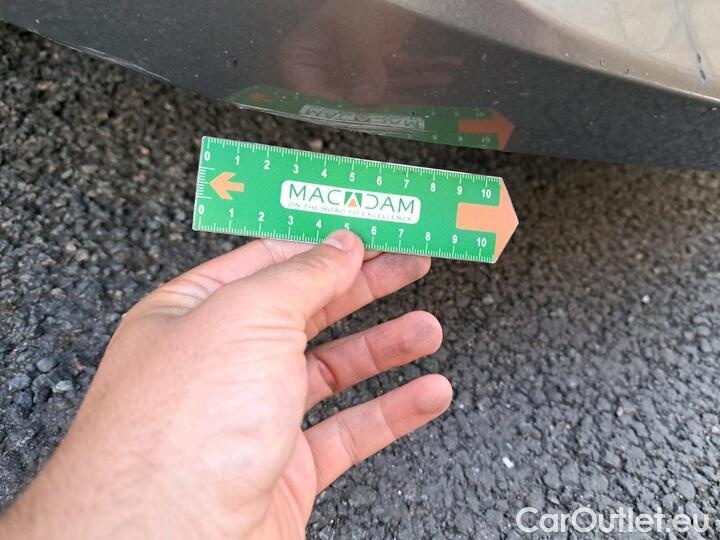 0 1 2 3 4 5 6 7 8 9 10
MACADAM
ON THE ROAD TO EXCELLENCE
0 1 2 3 4 5 6 7 8 9 10
CarOutlet.eu